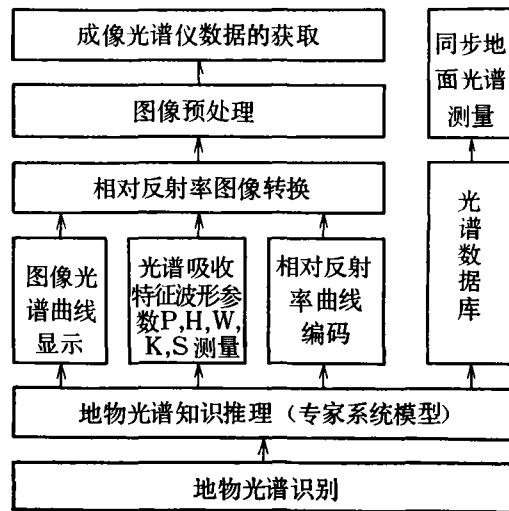 成像光谱仪数据的获取
同步地
面光谱
测量
图像预处理
相对反射率图像转换
光
谱
数
据
库
图像光
谱曲线
显示
光谱吸收
特征波形参
数P,H,W,
K,S测量
相对反射
率曲线
编码
地物光谱知识推理（专家系统模型）
地物光谱识别